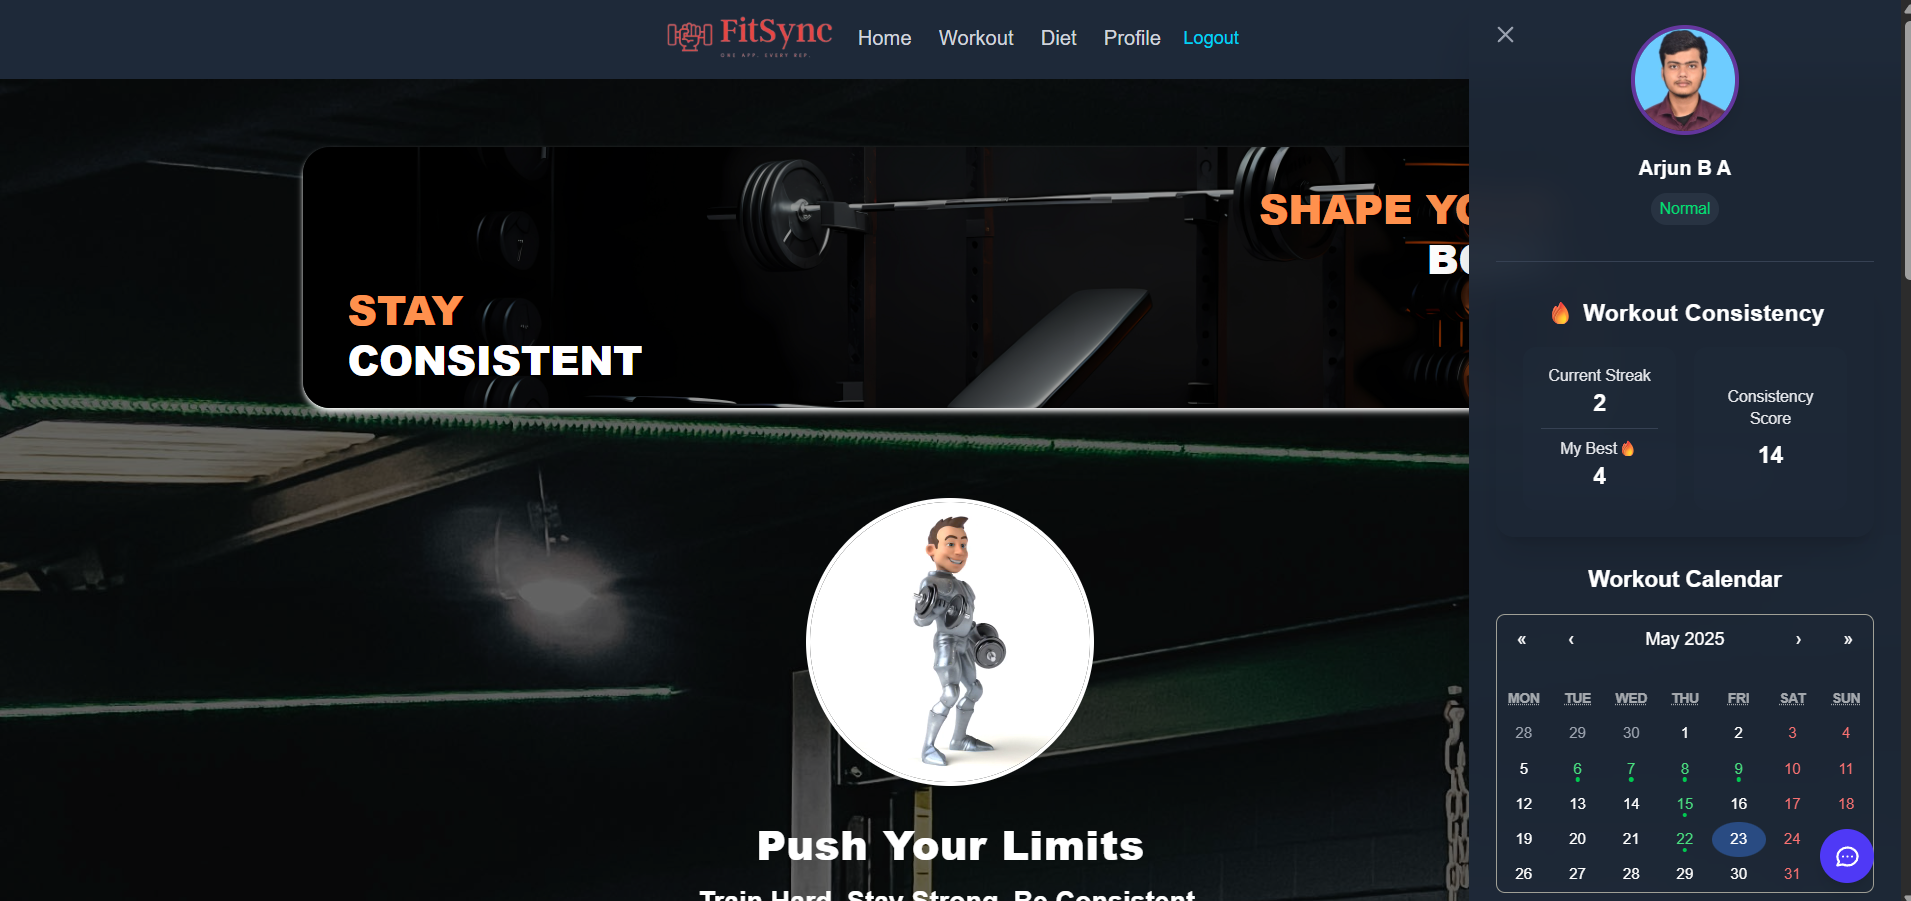 FitSync
ONE APP. EVERY REP.
Home Workout Diet Profile Logout
STAY
CONSISTENT
SHAPE YO
BO
Push Your Limits
Train Hard. Stay Strong. Be Consistent
Arjun B A
Normal
Workout Consistency
Current Streak
2
My Best
4
Consistency
Score
14
Workout Calendar
« ‹ May 2025 › »
MON TUE WED THU FRI SAT SUN
28 29 30 1 2 3 4
5 6 7 8 9 10 11
12 13 14 15 16 17 18
19 20 21 22 23 24
26 27 28 29 30 31